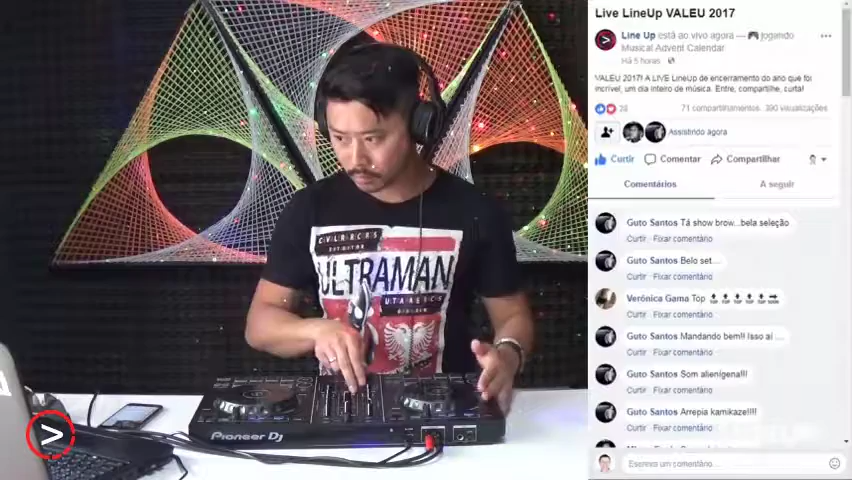 Live LineUp VALEU 2017
Line Up está ao vivo agora — jogando
Musical Advent Calendar
Há 5 horas
VALEU 2017! A LIVE LineUp de encerramento do ano que foi
incrível, um dia inteiro de música. Entre, compartilhe, curta!
71 compartilhamentos 390 visualizações
Assistindo agora
Curtir Comentar Compartilhar
Comentários A seguir
Guto Santos Tá show brow...bela seleção
Curtir · Fixar comentário
Guto Santos Belo set...
Curtir · Fixar comentário
Verônica Gama Top
Curtir · Fixar comentário
Guto Santos Mandando bem!! Isso aí ...
Curtir · Fixar comentário
Guto Santos Som alienígena!!!
Curtir · Fixar comentário
Guto Santos Arrepia kamikaze!!!!
Curtir · Fixar comentário
Escreva um comentário...
ULTRAMAN
Pioneer Dj